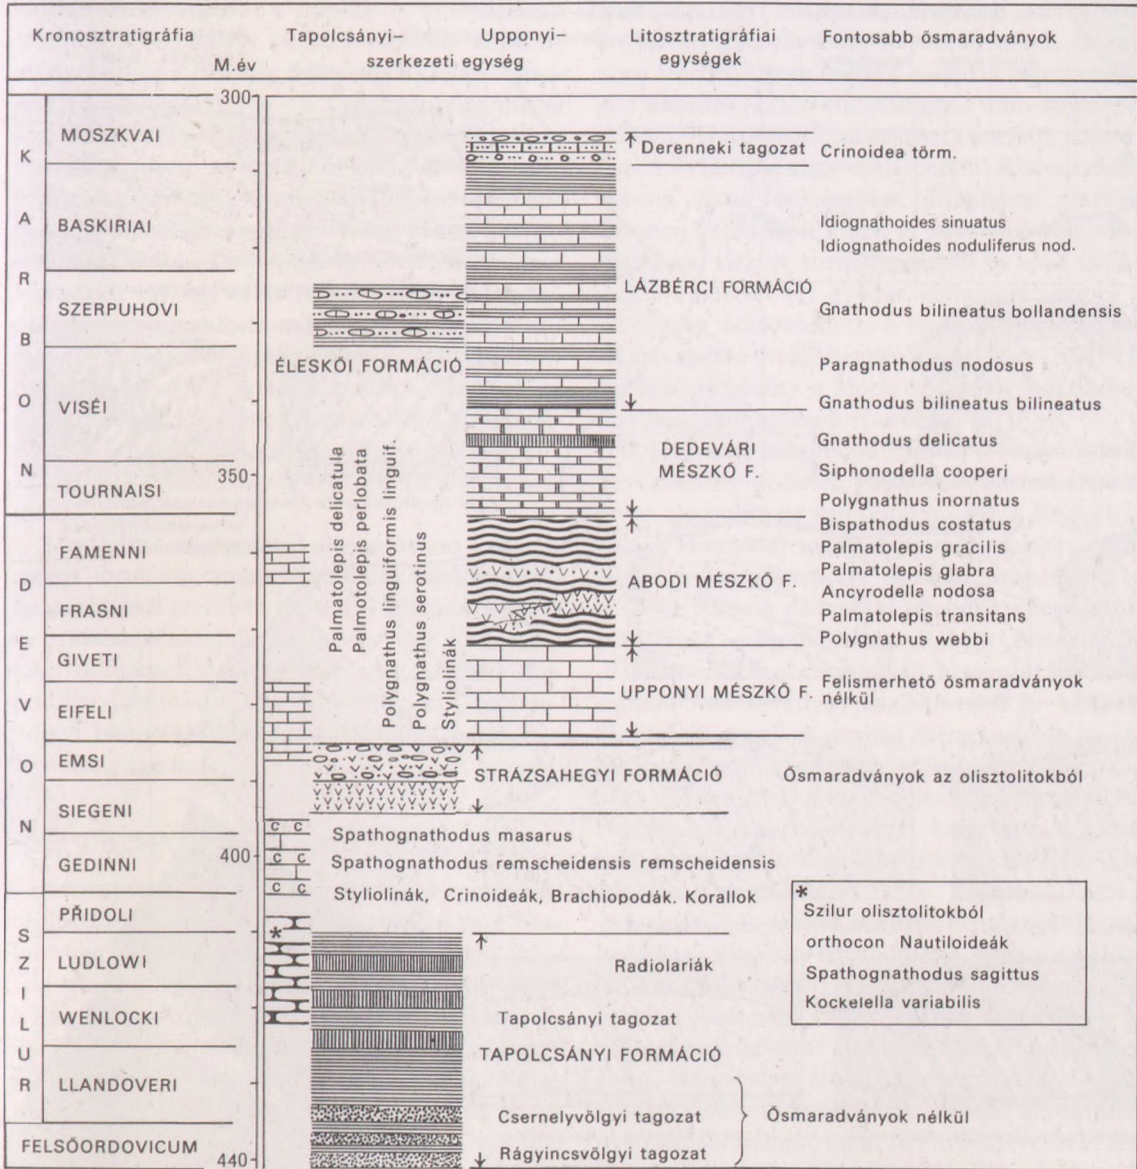 Kronosztratigráfia
M.év
Tapolcsányi–
Upponyi–
szerkezeti egység
Litosztratigráfiai
egységek
Fontosabb ősmaradványok
300
350
400
440
K
A
R
B
O
N
MOSZKVAI
BASKIRIAI
SZERPUHOVI
VISÉI
TOURNAISI
D
E
V
O
N
FAMENNI
FRASNI
GIVETI
EIFELI
EMSI
SIEGENI
GEDINNI
S
Z
I
L
U
R
PŘIDOLI
LUDLOWI
WENLOCKI
LLANDOVERI
FELSŐORDOVICUM
Derenneki tagozat
Crinoidea törm.
Idiognathoides sinuatus
Idiognathoides noduliferus nod.
LÁZBÉRCI FORMÁCIÓ
Gnathodus bilineatus bollandensis
ÉLESKŐI FORMÁCIÓ
Paragnathodus nodosus
Gnathodus bilineatus bilineatus
DEDEVÁRI
MÉSZKŐ F.
Gnathodus delicatus
Siphonodella cooperi
Polygnathus inornatus
Palmatolepis delicatula
Palmotolepis perlobata
Polygnathus linguiformis linguif.
Polygnathus serotinus
Styliolinák
Bispathodus costatus
Palmatolepis gracilis
ABODI MÉSZKŐ F.
Palmatolepis glabra
Ancyrodella nodosa
Palmatolepis transitans
Polygnathus webbi
UPPONYI MÉSZKŐ F.
Felismerhető ősmaradványok
nélkül
STRÁZSAHEGYI FORMÁCIÓ
Ősmaradványok az olisztolitokból
C C
C C
C C
Spathognathodus masarus
Spathognathodus remscheidensis remscheidensis
Styliolinák, Crinoideák, Brachiopodák. Korallok
*
Radioláriák
Tapolcsányi tagozat
TAPOLCSÁNYI FORMÁCIÓ
Csernelyvölgyi tagozat
Rágyincsvölgyi tagozat
Ősmaradványok nélkül
*
Szilur olisztolitokból
orthocon Nautiloideák
Spathognathodus sagittus
Kockelella variabilis